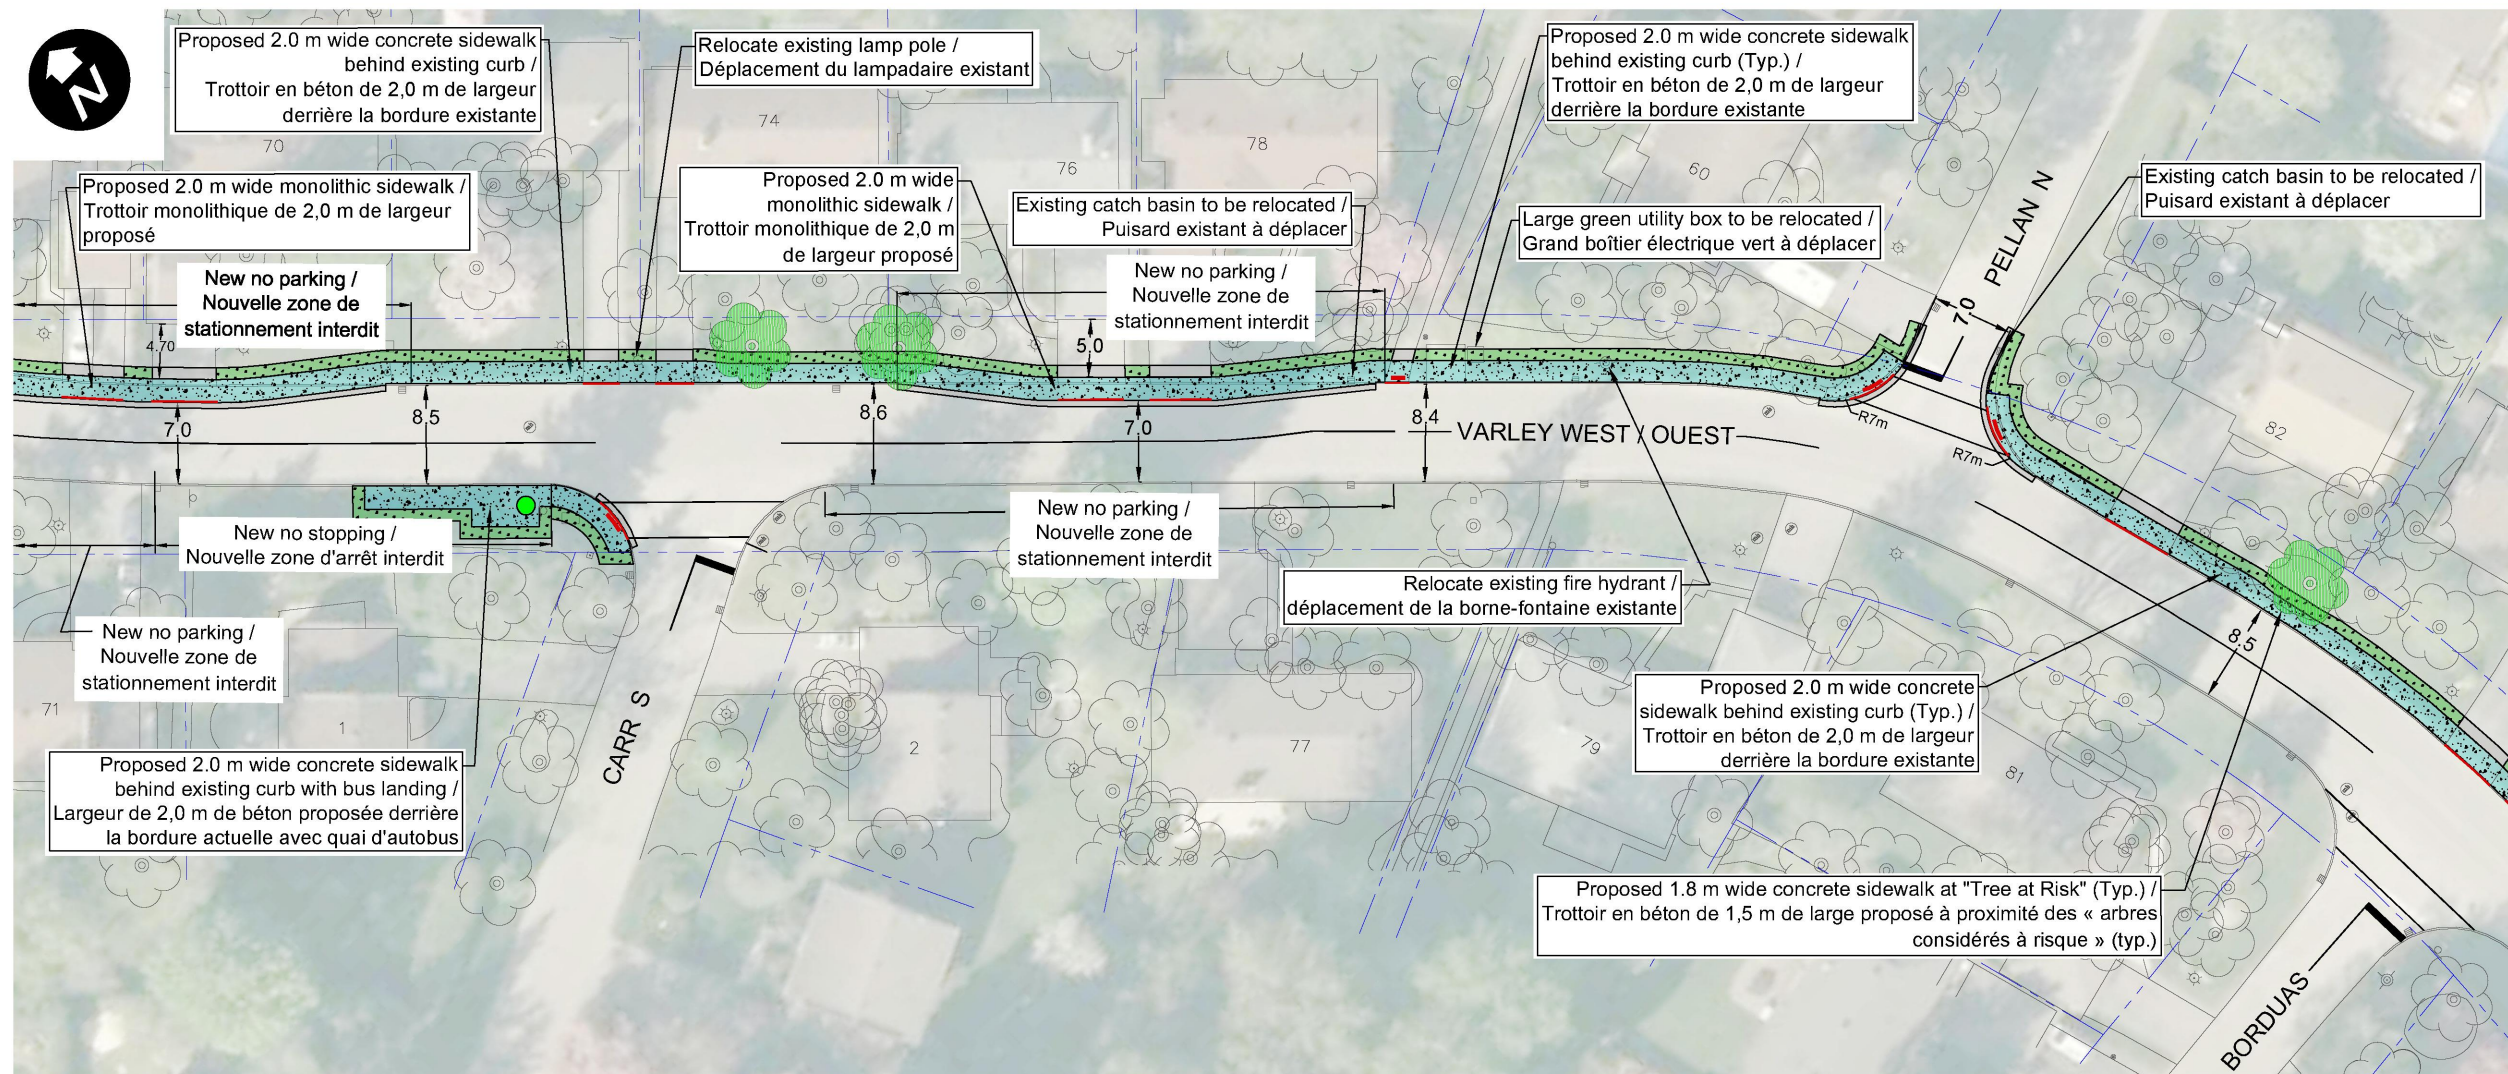 N
Proposed 2.0 m wide concrete sidewalk
behind existing curb /
Trottoir en béton de 2,0 m de largeur
derrière la bordure existante
Relocate existing lamp pole /
Déplacement du lampadaire existant
Proposed 2.0 m wide concrete sidewalk
behind existing curb (Typ.) /
Trottoir en béton de 2,0 m de largeur
derrière la bordure existante
70
74
76
78
60
Proposed 2.0 m wide monolithic sidewalk /
Trottoir monolithique de 2,0 m de largeur
proposé
Proposed 2.0 m wide
monolithic sidewalk /
Trottoir monolithique de 2,0 m
de largeur proposé
Existing catch basin to be relocated /
Puisard existant à déplacer
Large green utility box to be relocated /
Grand boîtier électrique vert à déplacer
PELLAN N
Existing catch basin to be relocated /
Puisard existant à déplacer
New no parking /
Nouvelle zone de
stationnement interdit
New no parking /
Nouvelle zone de
stationnement interdit
4.70
5.0
7.0
7.0
8.5
8.6
7.0
8.4
VARLEY WEST / OUEST
R7m
R7m
82
New no stopping /
Nouvelle zone d'arrêt interdit
New no parking /
Nouvelle zone de
stationnement interdit
Relocate existing fire hydrant /
déplacement de la borne-fontaine existante
New no parking /
Nouvelle zone de
stationnement interdit
8.5
71
1
CARR S
2
77
79
81
Proposed 2.0 m wide concrete
sidewalk behind existing curb (Typ.) /
Trottoir en béton de 2,0 m de largeur
derrière la bordure existante
Proposed 2.0 m wide concrete sidewalk
behind existing curb with bus landing /
Largeur de 2,0 m de béton proposée derrière
la bordure actuelle avec quai d'autobus
Proposed 1.8 m wide concrete sidewalk at "Tree at Risk" (Typ.) /
Trottoir en béton de 1,5 m de large proposé à proximité des « arbres
considérés à risque » (typ.)
BORDUAS